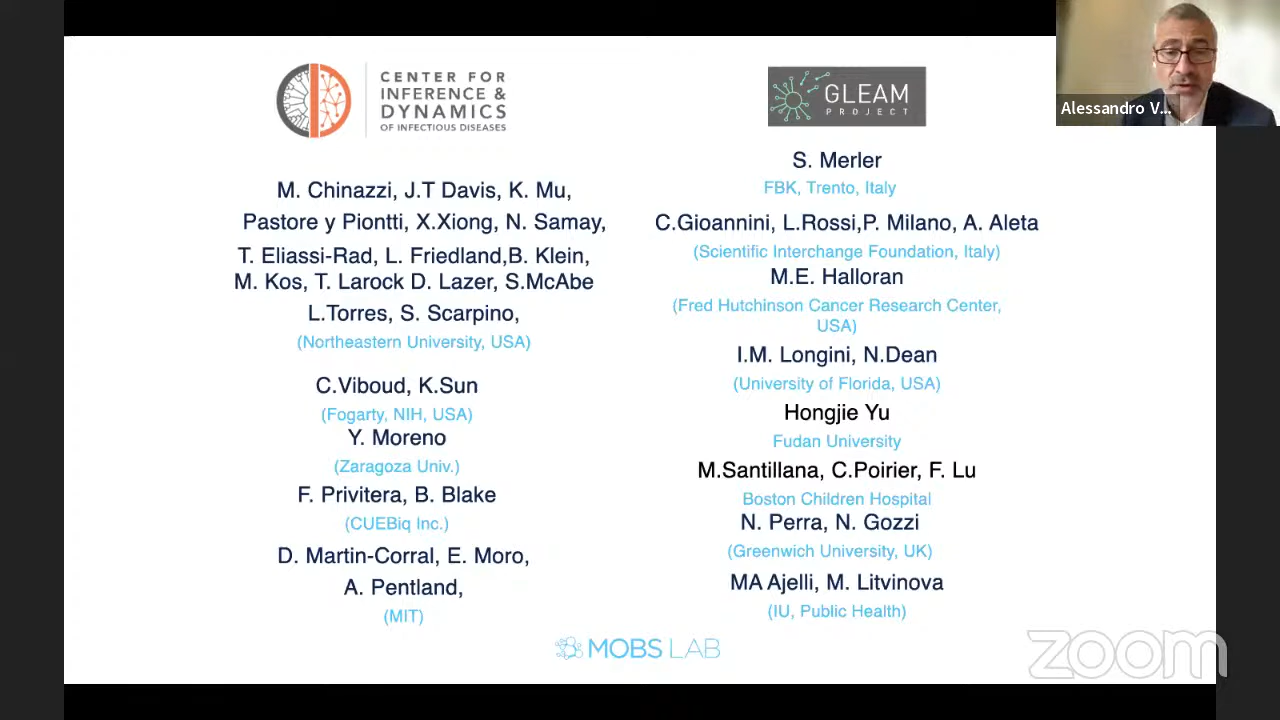 CENTER FOR
INFERENCE &
DYNAMICS
OF INFECTIOUS DISEASES
M. Chinazzi, J.T Davis, K. Mu,
Pastore y Piontti, X.Xiong, N. Samay,
T. Eliassi-Rad, L. Friedland,B. Klein,
M. Kos, T. Larock D. Lazer, S.McAbe
L.Torres, S. Scarpino,
(Northeastern University, USA)
C.Viboud, K.Sun
(Fogarty, NIH, USA)
Y. Moreno
(Zaragoza Univ.)
F. Privitera, B. Blake
(CUEBiq Inc.)
D. Martin-Corral, E. Moro,
A. Pentland,
(MIT)
GLEAM
PROJECT
S. Merler
FBK, Trento, Italy
C.Gioannini, L.Rossi,P. Milano, A. Aleta
(Scientific Interchange Foundation, Italy)
M.E. Halloran
(Fred Hutchinson Cancer Research Center,
USA)
I.M. Longini, N.Dean
(University of Florida, USA)
Hongjie Yu
Fudan University
M.Santillana, C.Poirier, F. Lu
Boston Children Hospital
N. Perra, N. Gozzi
(Greenwich University, UK)
MA Ajelli, M. Litvinova
(IU, Public Health)
MOBS LAB
Alessandro V...
zoom